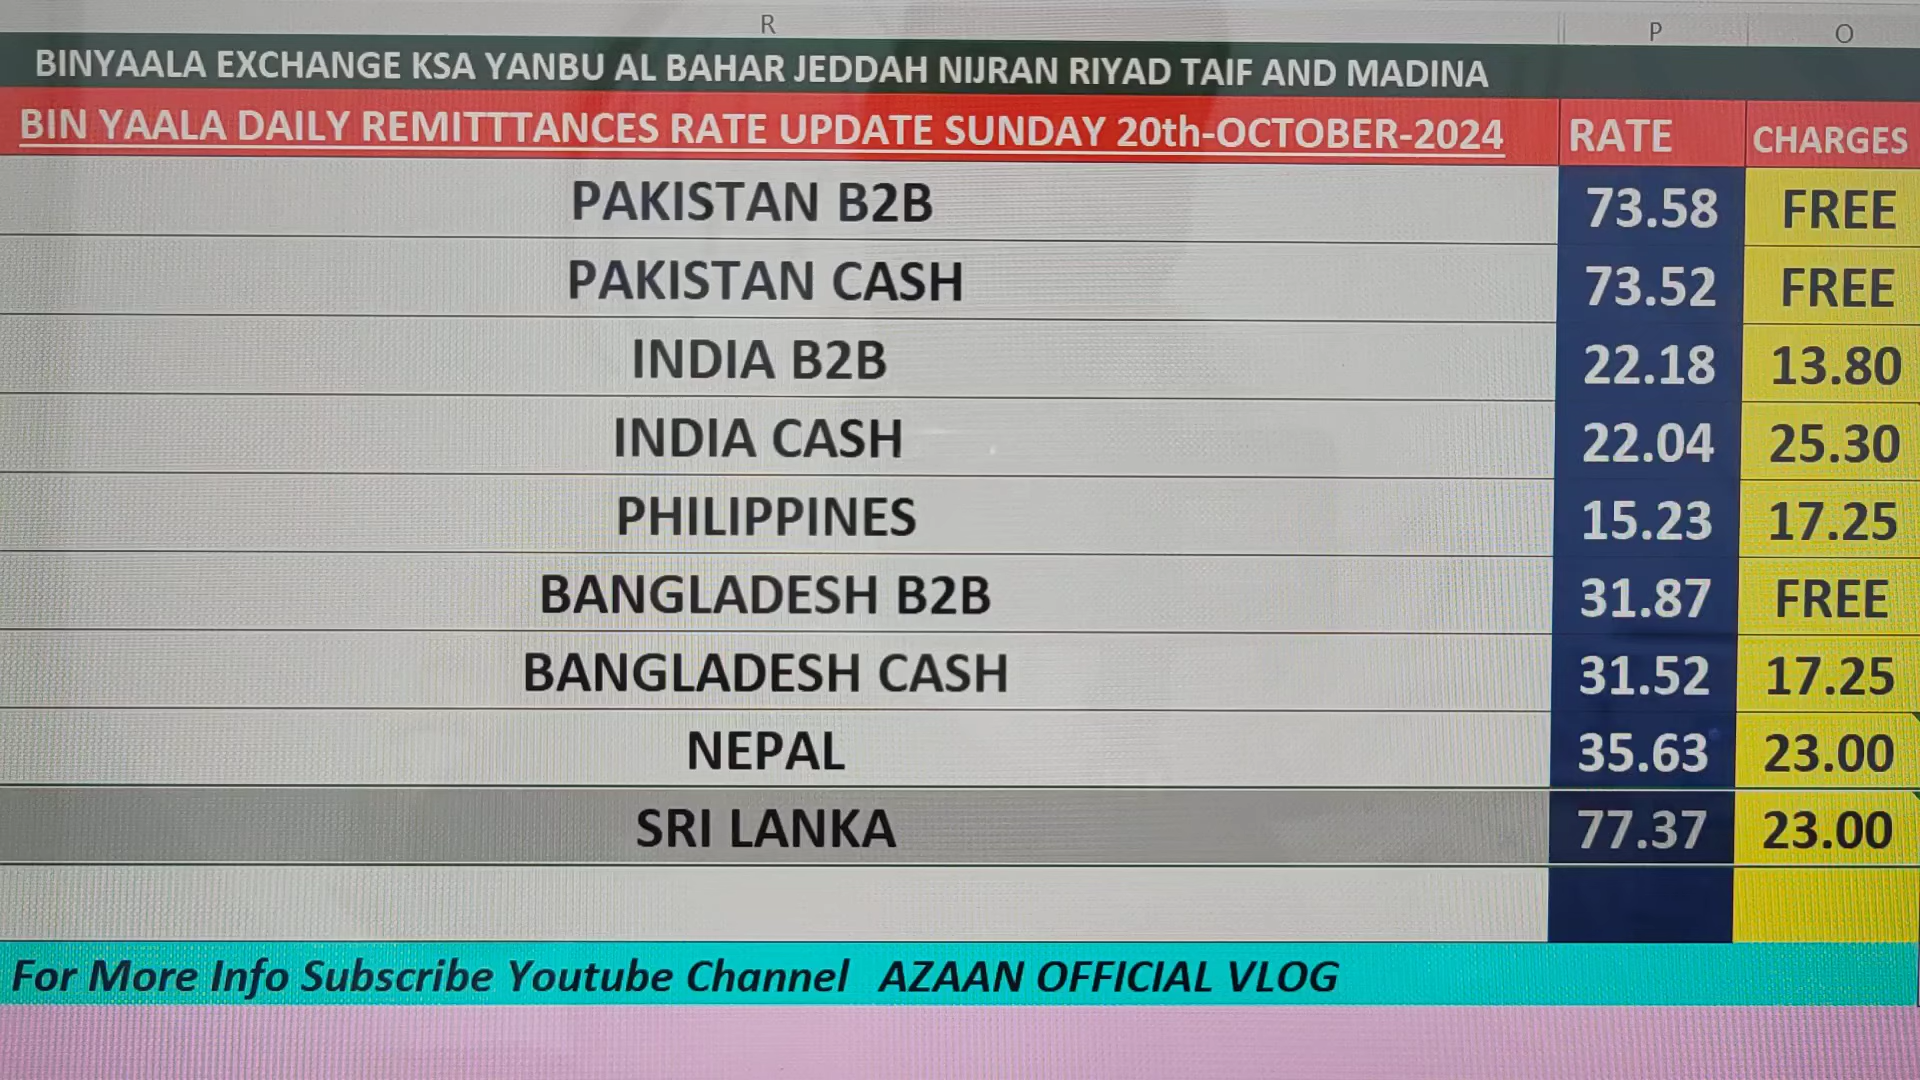 R P O
BINYAALA EXCHANGE KSA YANBU AL BAHAR JEDDAH NIJRAN RIYAD TAIF AND MADINA
BIN YAALA DAILY REMITTTANCES RATE UPDATE SUNDAY 20th-OCTOBER-2024 RATE CHARGES
PAKISTAN B2B 73.58 FREE
PAKISTAN CASH 73.52 FREE
INDIA B2B 22.18 13.80
INDIA CASH 22.04 25.30
PHILIPPINES 15.23 17.25
BANGLADESH B2B 31.87 FREE
BANGLADESH CASH 31.52 17.25
NEPAL 35.63 23.00
SRI LANKA 77.37 23.00
For More Info Subscribe Youtube Channel AZAAN OFFICIAL VLOG